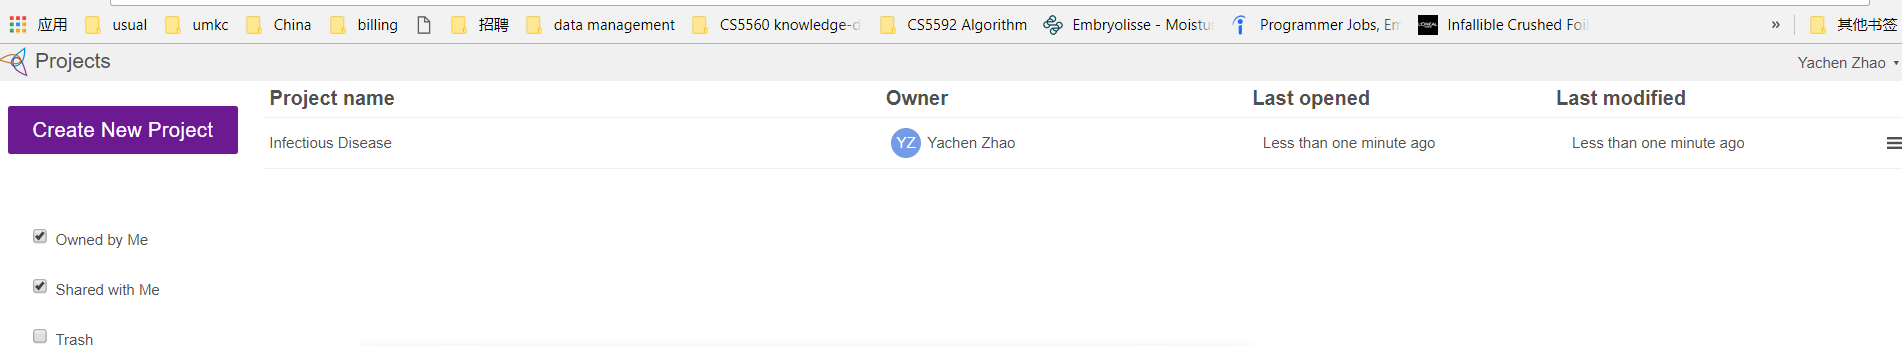 应用 usual umkc China billing 招聘 data management CS5560 knowledge-d CS5592 Algorithm Embryolisse - Moistu Programmer Jobs, Em Infallible Crushed Foil » 其他书签
Projects Yachen Zhao
Project name Owner Last opened Last modified
Create New Project
Infectious Disease YZ Yachen Zhao Less than one minute ago Less than one minute ago
Owned by Me
Shared with Me
Trash